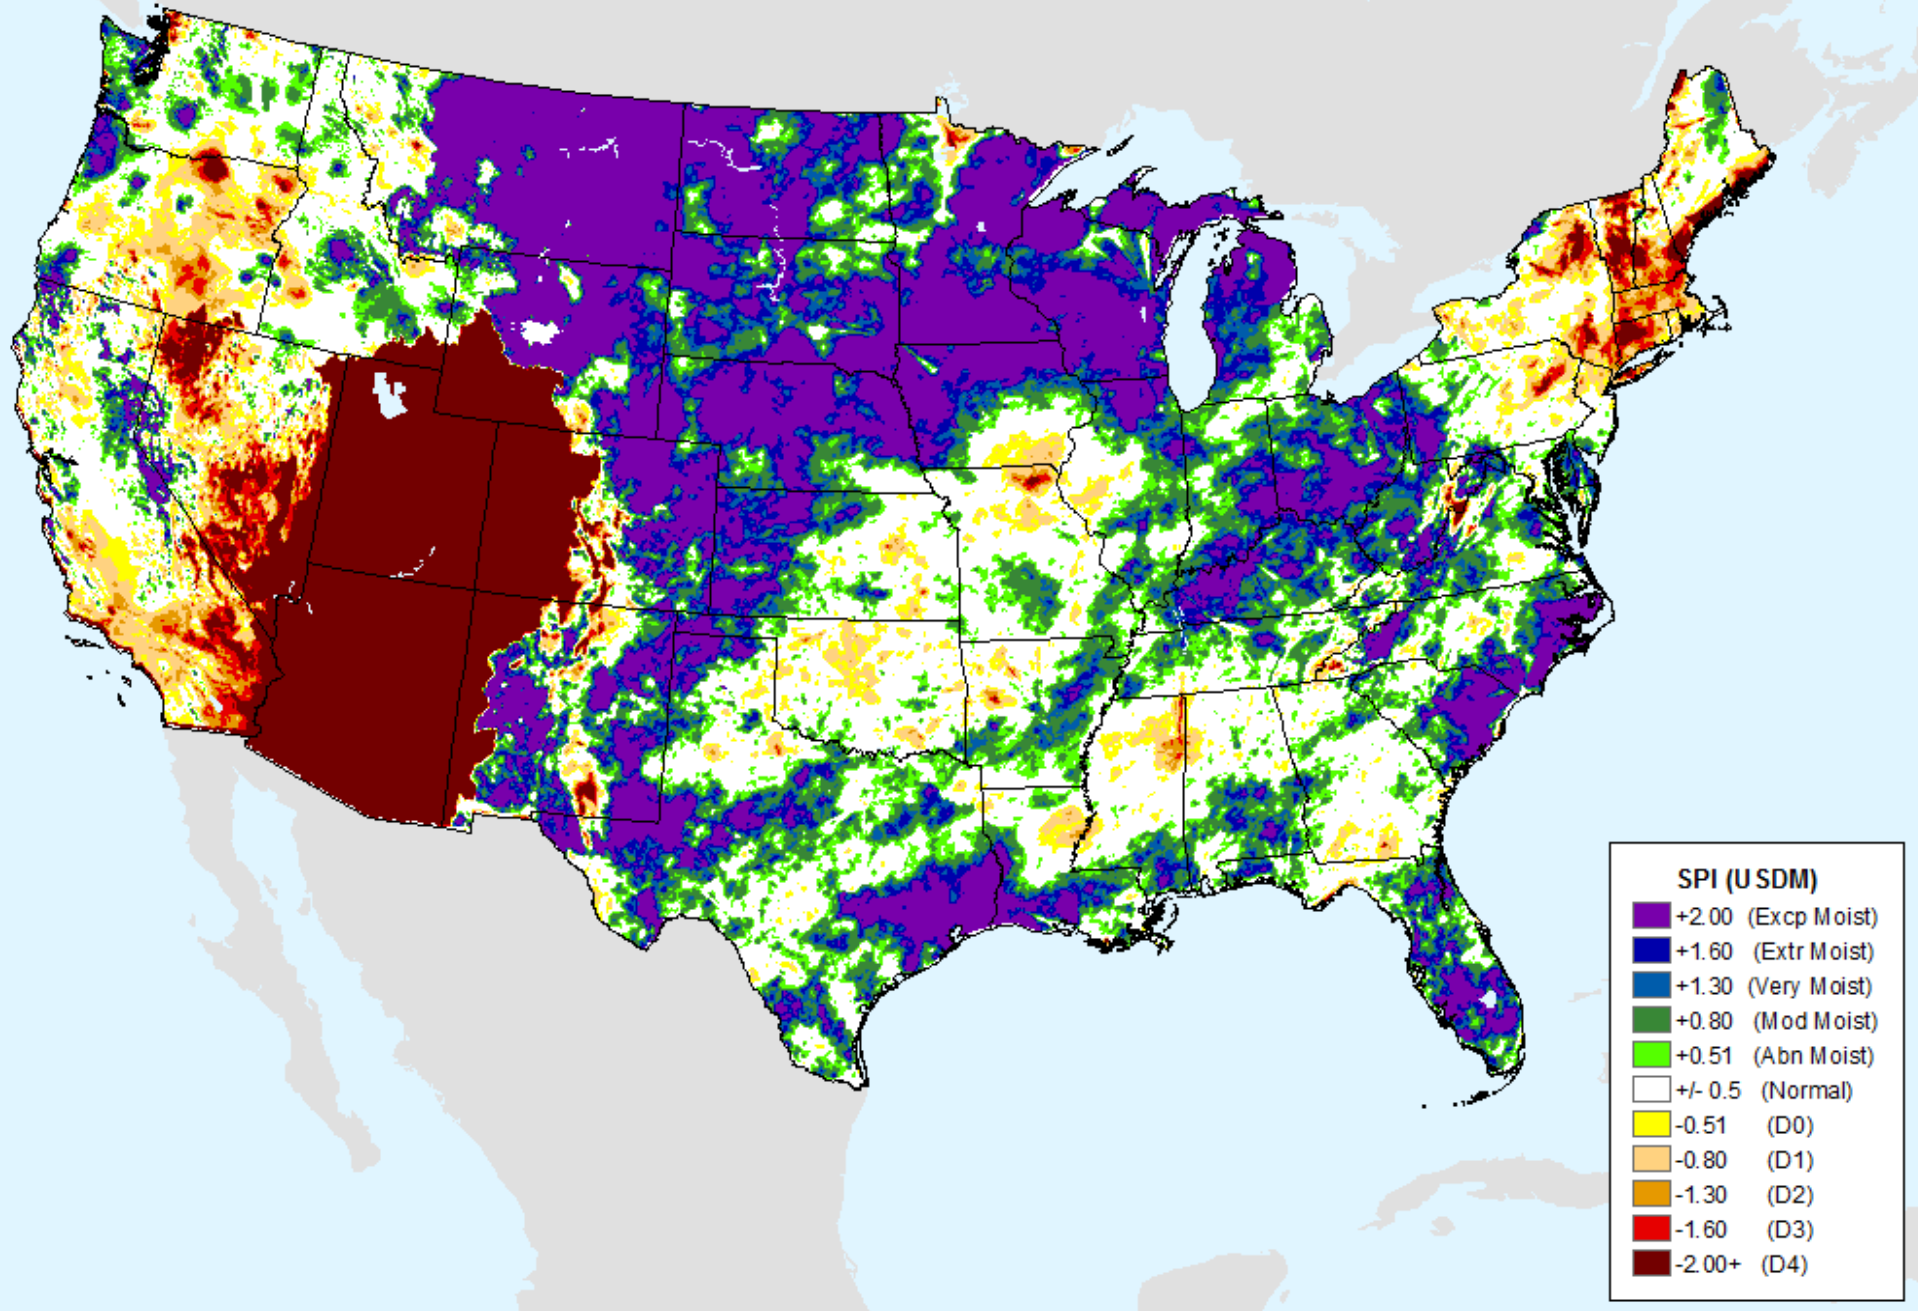 SPI (USDM)
+2.00 (Excp Moist)
+1.60 (Extr Moist)
+1.30 (Very Moist)
+0.80 (Mod Moist)
+0.51 (Abn Moist)
+/- 0.5 (Normal)
-0.51 (D0)
-0.80 (D1)
-1.30 (D2)
-1.60 (D3)
-2.00+ (D4)